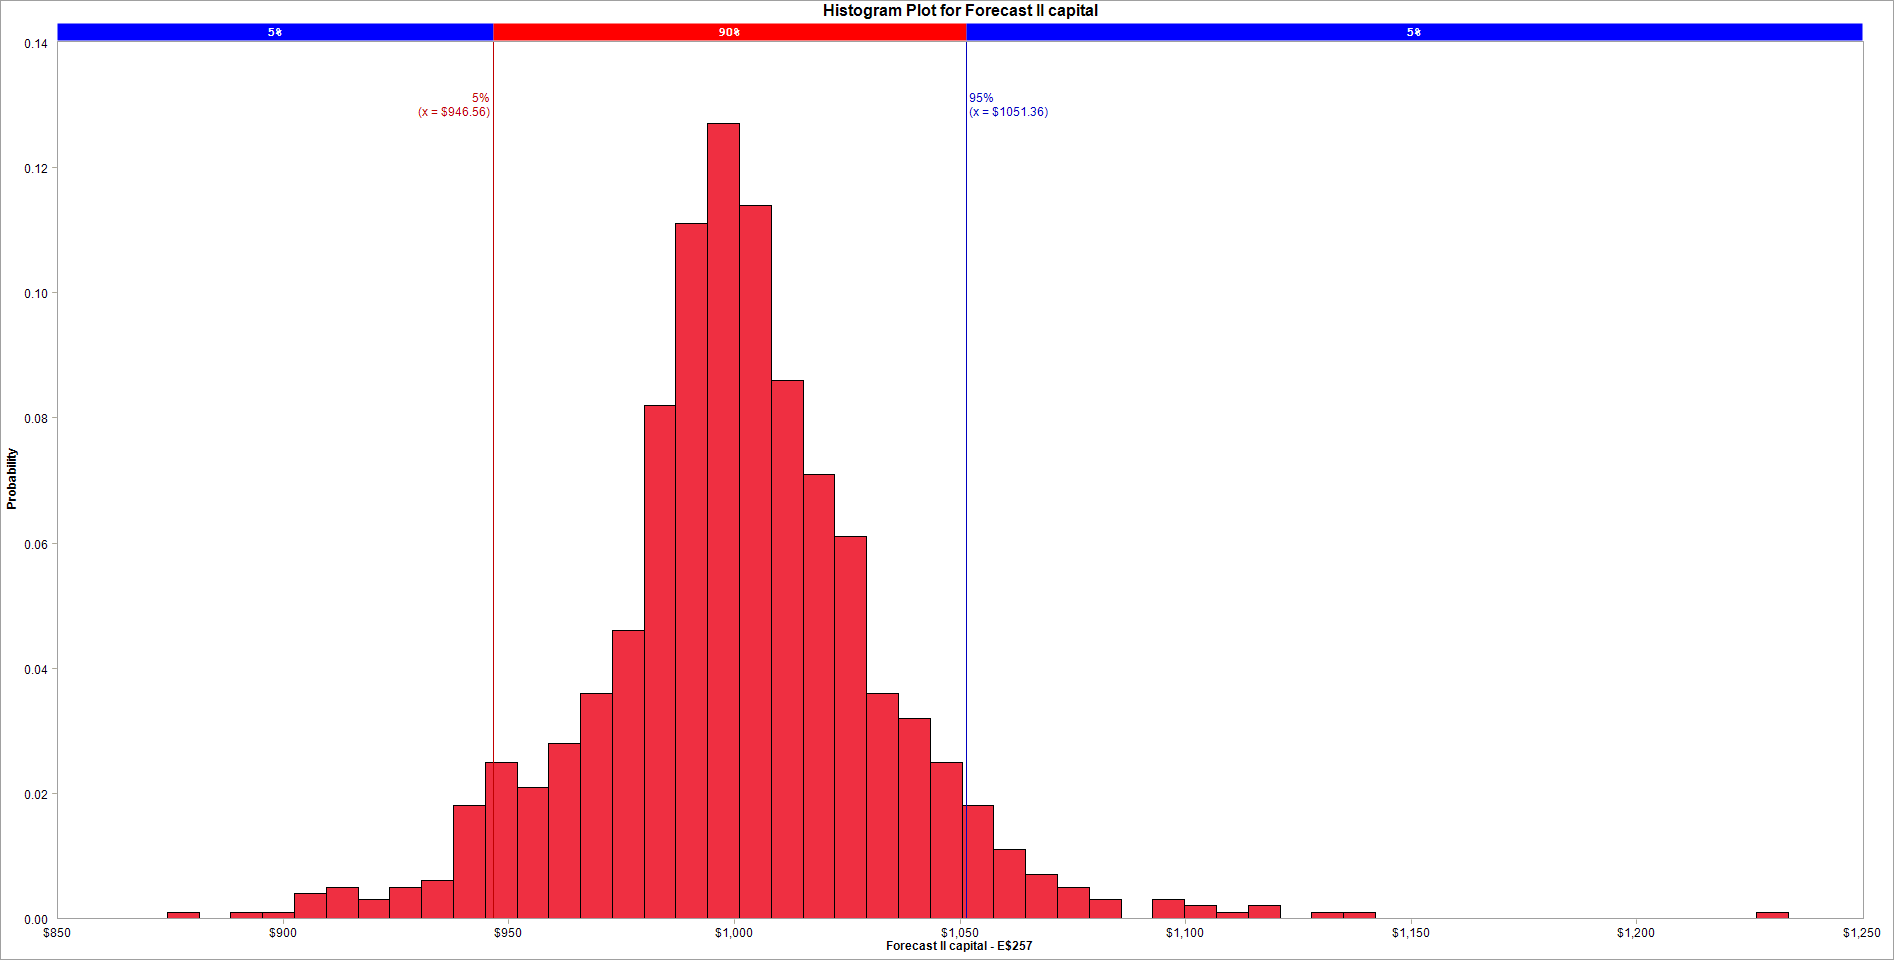 Histogram Plot for Forecast II capital
5% 90% 5%
0.14
5%
(x = $946.56)
95%
(x = $1051.36)
0.12
0.10
0.08
Probability
0.06
0.04
0.02
0.00
$850 $900 $950 $1,000 $1,050 $1,100 $1,150 $1,200 $1,250
Forecast II capital - E$257